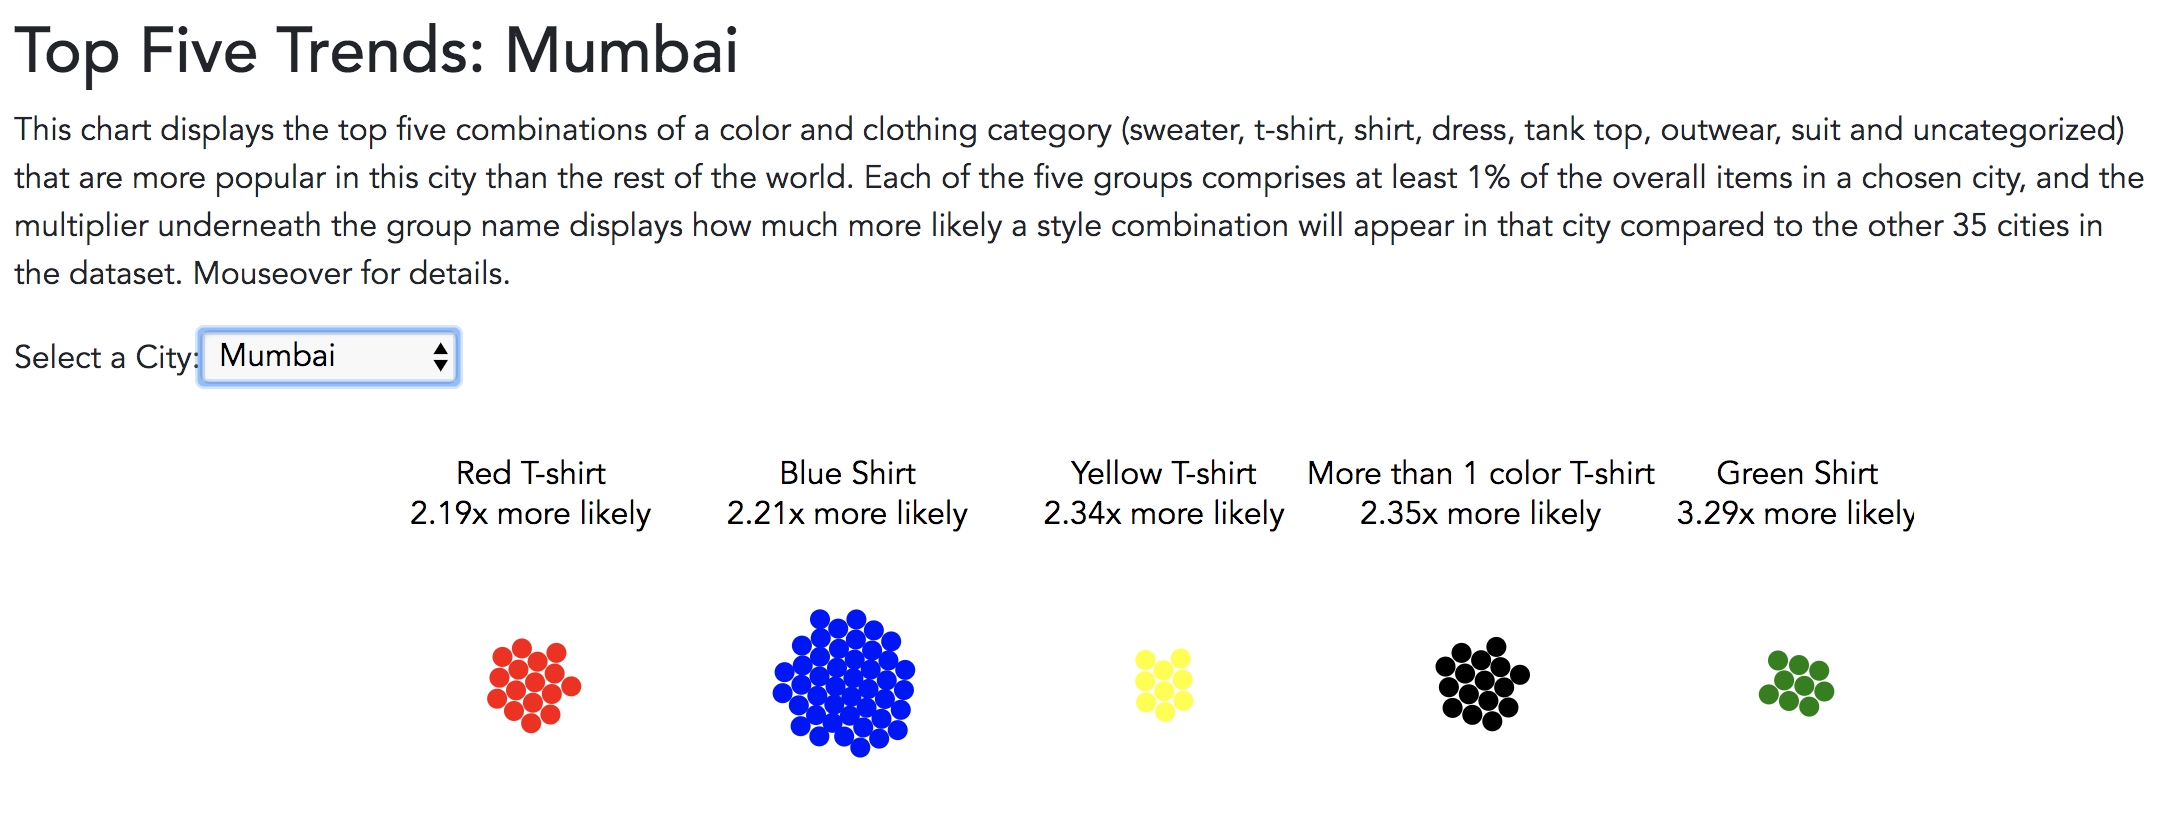 Top Five Trends: Mumbai
This chart displays the top five combinations of a color and clothing category (sweater, t-shirt, shirt, dress, tank top, outwear, suit and uncategorized)
that are more popular in this city than the rest of the world. Each of the five groups comprises at least 1% of the overall items in a chosen city, and the
multiplier underneath the group name displays how much more likely a style combination will appear in that city compared to the other 35 cities in
the dataset. Mouseover for details.
Select a City: Mumbai
Red T-shirt
2.19x more likely
Blue Shirt
2.21x more likely
Yellow T-shirt
2.34x more likely
More than 1 color T-shirt
2.35x more likely
Green Shirt
3.29x more likely